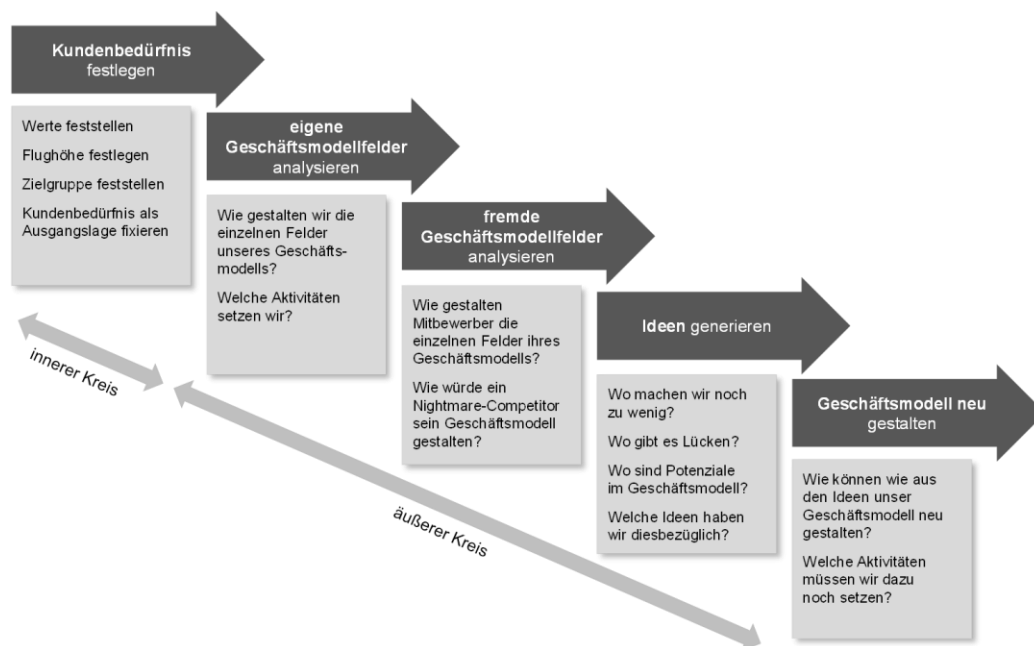 Kundenbedürfnis
festlegen
Werte feststellen
Flughöhe festlegen
Zielgruppe feststellen
Kundenbedürfnis als
Ausgangslage fixieren
eigene
Geschäftsmodellfelder
analysieren
Wie gestalten wir die
einzelnen Felder
unseres Geschäfts-
modells?
Welche Aktivitäten
setzen wir?
fremde
Geschäftsmodellfelder
analysieren
Wie gestalten
Mitbewerber die
einzelnen Felder ihres
Geschäftsmodells?
Wie würde ein
Nightmare-Competitor
sein Geschäftsmodell
gestalten?
Ideen generieren
Wo machen wir noch
zu wenig?
Wo gibt es Lücken?
Wo sind Potenziale
im Geschäftsmodell?
Welche Ideen haben
wir diesbezüglich?
Geschäftsmodell neu
gestalten
Wie können wie aus
den Ideen unser
Geschäftsmodell neu
gestalten?
Welche Aktivitäten
müssen wir dazu
noch setzen?
innerer Kreis
äußerer Kreis